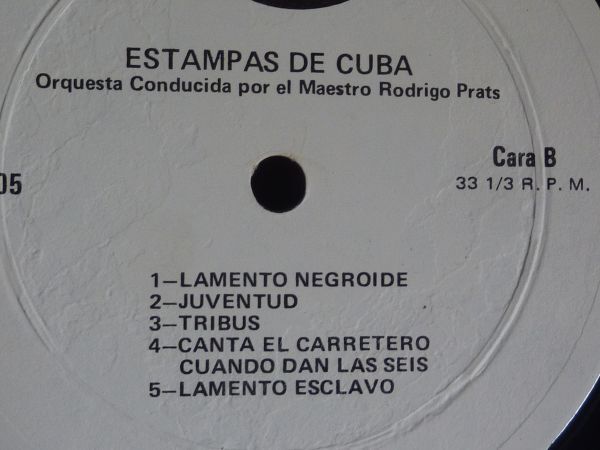 ESTAMPAS DE CUBA
Orquesta Conducida por el Maestro Rodrigo Prats
05
Cara B
33 1/3 R. P. M.
1—LAMENTO NEGROIDE
2—JUVENTUD
3—TRIBUS
4—CANTA EL CARRETERO
CUANDO DAN LAS SEIS
5—LAMENTO ESCLAVO